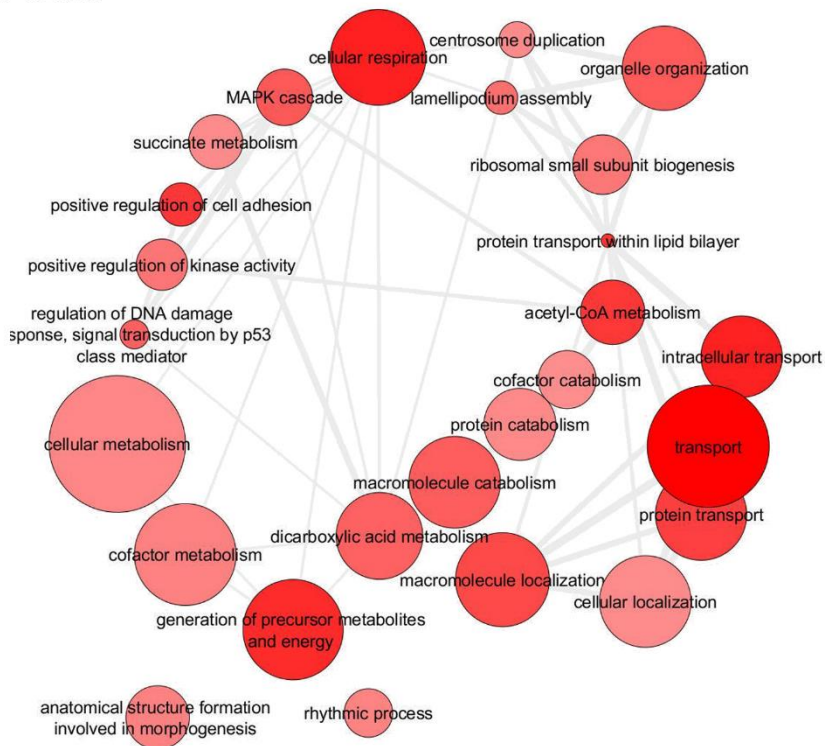 centrosome duplication
cellular respiration
organelle organization
MAPK cascade
lamellipodium assembly
succinate metabolism
ribosomal small subunit biogenesis
positive regulation of cell adhesion
protein transport within lipid bilayer
positive regulation of kinase activity
regulation of DNA damage
sponse, signal transduction by p53
class mediator
acetyl-CoA metabolism
intracellular transport
cofactor catabolism
protein catabolism
cellular metabolism
transport
macromolecule catabolism
protein transport
dicarboxylic acid metabolism
cofactor metabolism
macromolecule localization
cellular localization
generation of precursor metabolites
and energy
anatomical structure formation
involved in morphogenesis
rhythmic process